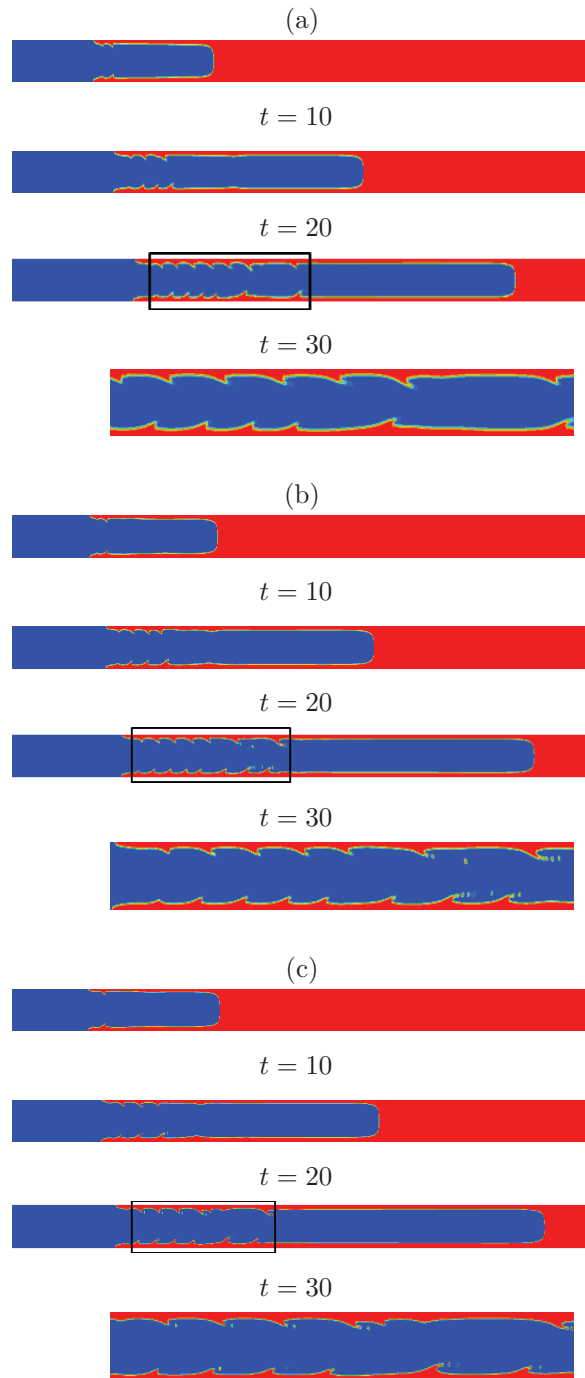 (a)
t = 10
t = 20
t = 30
(b)
t = 10
t = 20
t = 30
(c)
t = 10
t = 20
t = 30